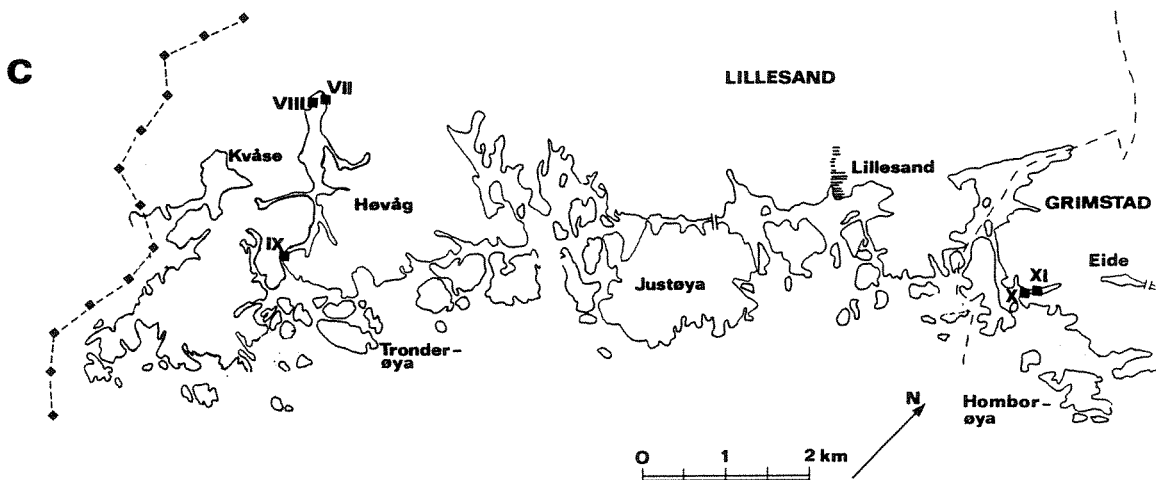 C
LILLESAND
VIII
VII
Kvåse
Lillesand
Høvåg
GRIMSTAD
IX
Eide
XI
X
Justøya
Tronder-
øya
N
Hombor-
øya
0 1 2 km